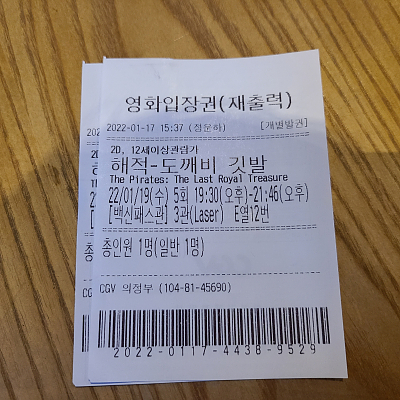 영화입장권(재출력)
2022-01-17 15:37 (정운하) [개별발권]
2D, 12세이상관람가
해적-도깨비 깃발
The Pirates: The Last Royal Treasure
22/01/19(수) 5회 19:30(오후)-21:46(오후)
[백신패스관] 3관(Laser) E열12번
총인원 1명(일반 1명)
CGV 의정부 (104-81-45690)
2022-0117-4438-9529